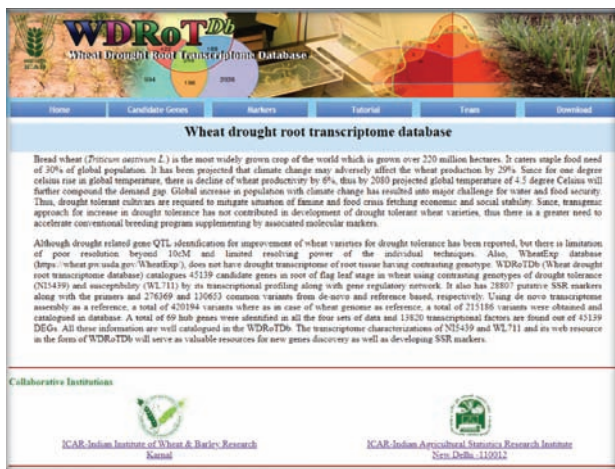 WDRoTDb
Wheat Drought Root Transcriptome Database
Home Candidate Genes Markers Tutorial Team Download
Wheat drought root transcriptome database
Bread wheat (Triticum aestivum L.) is the most widely grown crop of the world which is grown over 220 million hectares. It caters staple food need
of 30% of global population. It has been projected that climate change may adversely affect the wheat production by 29%. Since for one degree
celsius rise in global temperature, there is decline of wheat productivity by 6%, thus by 2080 projected global temperature of 4.5 degree Celsius will
further compound the demand gap. Global increase in population with climate change has resulted into major challenge for water and food security.
Thus, drought tolerant cultivars are required to mitigate situation of famine and food crisis fetching economic and social stability. Since, transgenic
approach for increase in drought tolerance has not contributed in development of drought tolerant wheat varieties, thus there is a greater need to
accelerate conventional breeding program supplementing by associated molecular markers.
Although drought related gene QTL identification for improvement of wheat varieties for drought tolerance has been reported, but there is limitation
of poor resolution beyond 10cM and limited resolving power of the individual techniques. Also, WheatExp database
(https://wheat.pw.usda.gov/WheatExp/), does not have drought transcriptome of root tissue having contrasting genotype. WDRoTDb (Wheat drought
root transcriptome database) catalogues 45139 candidate genes in root of flag leaf stage in wheat using contrasting genotypes of drought tolerance
(NI5439) and susceptibility (WL711) by its transcriptional profiling along with gene regulatory network. It also has 28807 putative SSR markers
along with the primers and 276369 and 130653 common variants from de-novo and reference based, respectively. Using de novo transcriptome
assembly as a reference, a total of 420194 variants where as in case of wheat genome as reference, a total of 215186 variants were obtained and
catalogued in database. A total of 69 hub genes were identified in all the four sets of data and 13820 transcriptional factors are found out of 45139
DEGs. All these information are well catalogued in the WDRoTDb. The transcriptome characterizations of NI5439 and WL711 and its web resource
in the form of WDRoTDb will serve as valuable resources for new genes discovery as well as developing SSR markers.
Collaborative Institutions
ICAR-Indian Institute of Wheat & Barley Research
Karnal
ICAR-Indian Agricultural Statistics Research Institute
New Delhi -110012